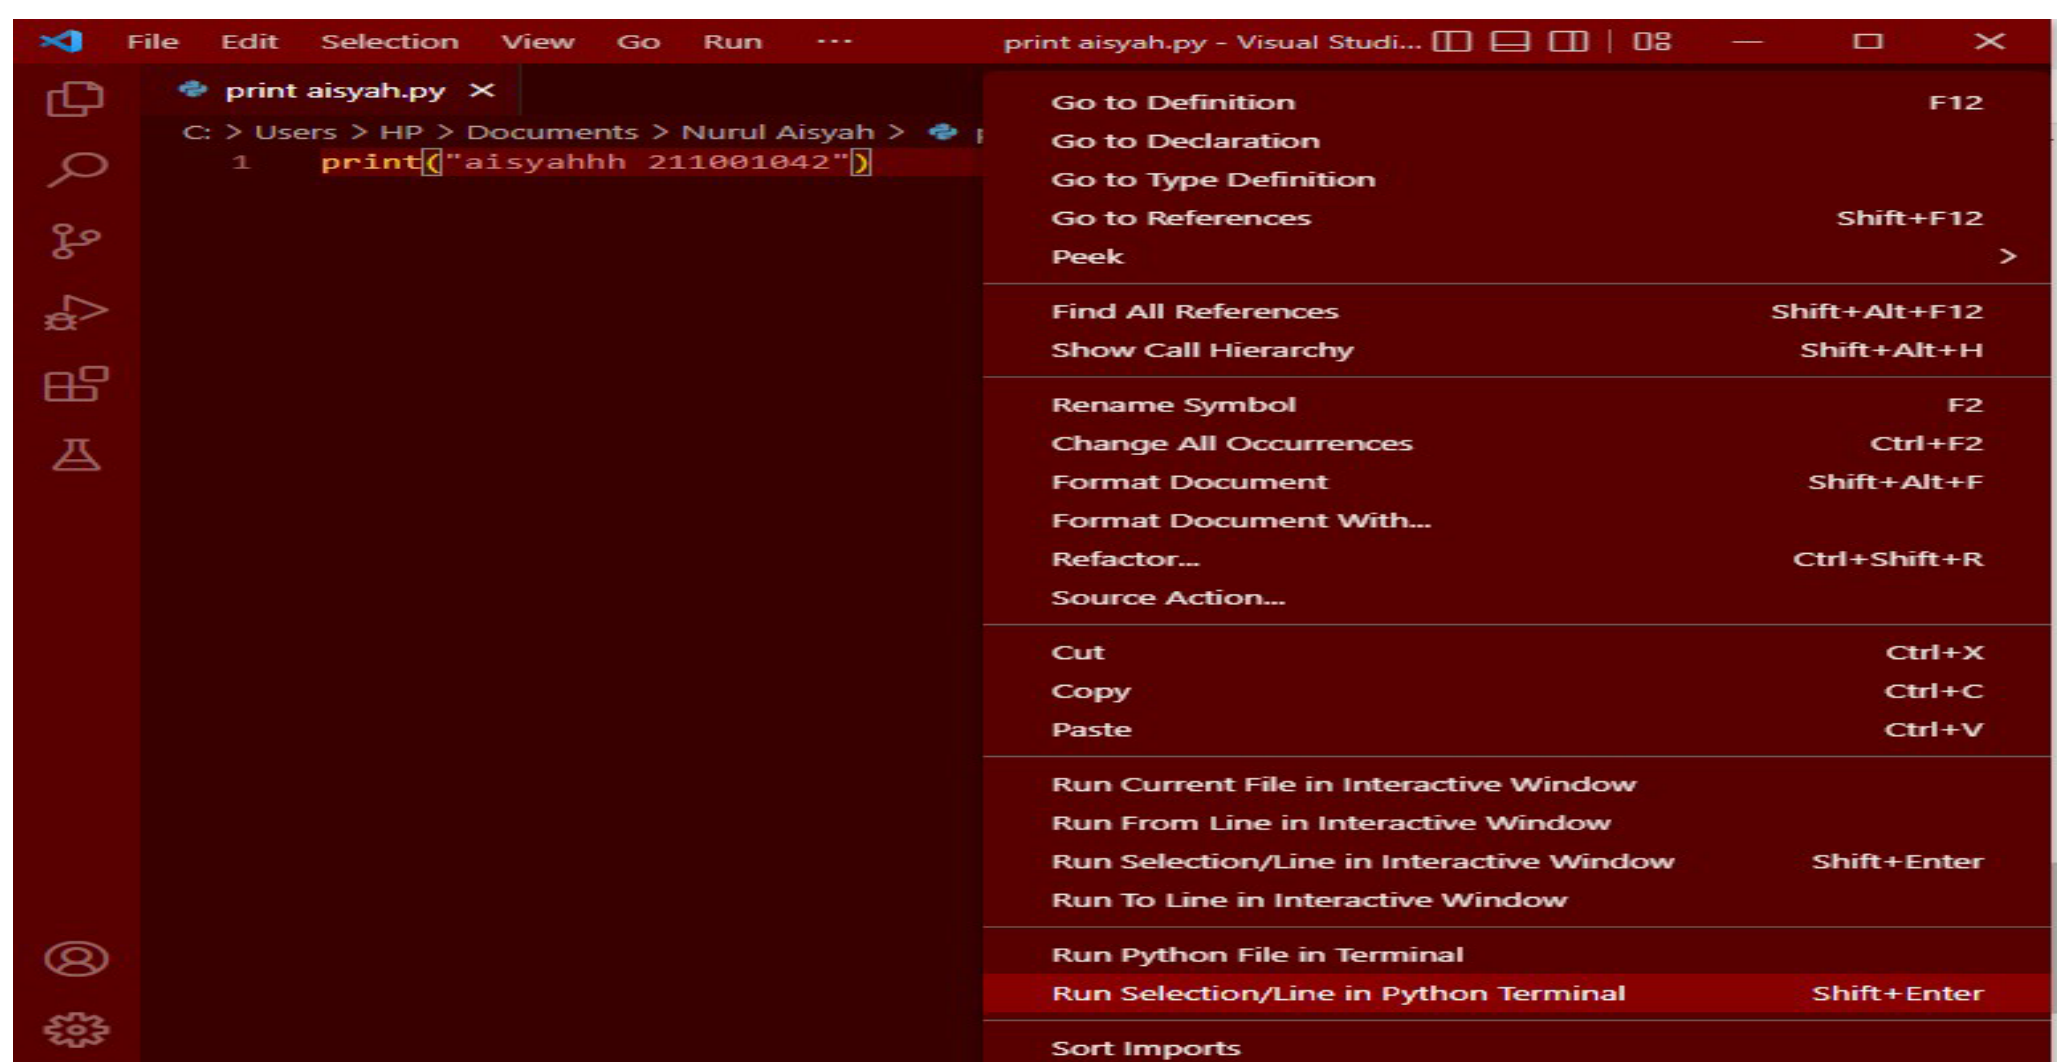 File Edit Selection View Go Run ··· print aisyah.py - Visual Studi...
print aisyah.py
C: > Users > HP > Documents > Nurul Aisyah >
1 print("aisyahhh 211001042")
Go to Definition F12
Go to Declaration
Go to Type Definition
Go to References Shift+F12
Peek >
Find All References Shift+Alt+F12
Show Call Hierarchy Shift+Alt+H
Rename Symbol F2
Change All Occurrences Ctrl+F2
Format Document Shift+Alt+F
Format Document With...
Refactor... Ctrl+Shift+R
Source Action...
Cut Ctrl+X
Copy Ctrl+C
Paste Ctrl+V
Run Current File in Interactive Window
Run From Line in Interactive Window
Run Selection/Line in Interactive Window Shift+Enter
Run To Line in Interactive Window
Run Python File in Terminal
Run Selection/Line in Python Terminal Shift+Enter
Sort Imports